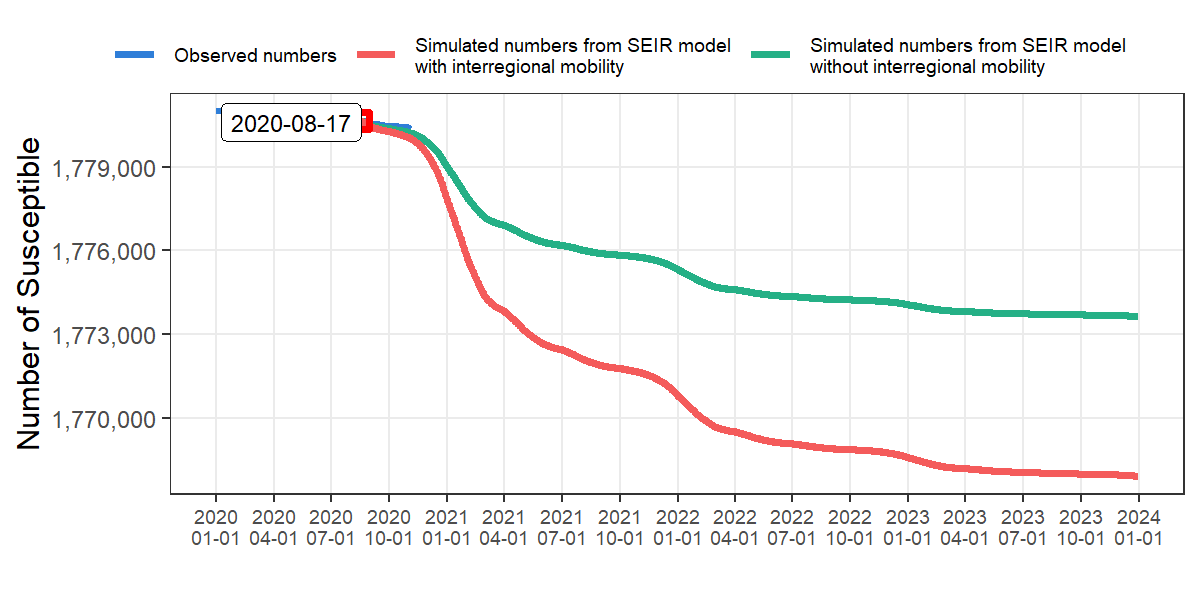 Observed numbers
Simulated numbers from SEIR model
with interregional mobility
Simulated numbers from SEIR model
without interregional mobility
2020-08-17
Number of Susceptible
1,779,000
1,776,000
1,773,000
1,770,000
2020 2020 2020 2020 2021 2021 2021 2021 2022 2022 2022 2022 2023 2023 2023 2023 2024
01-01 04-01 07-01 10-01 01-01 04-01 07-01 10-01 01-01 04-01 07-01 10-01 01-01 04-01 07-01 10-01 01-01